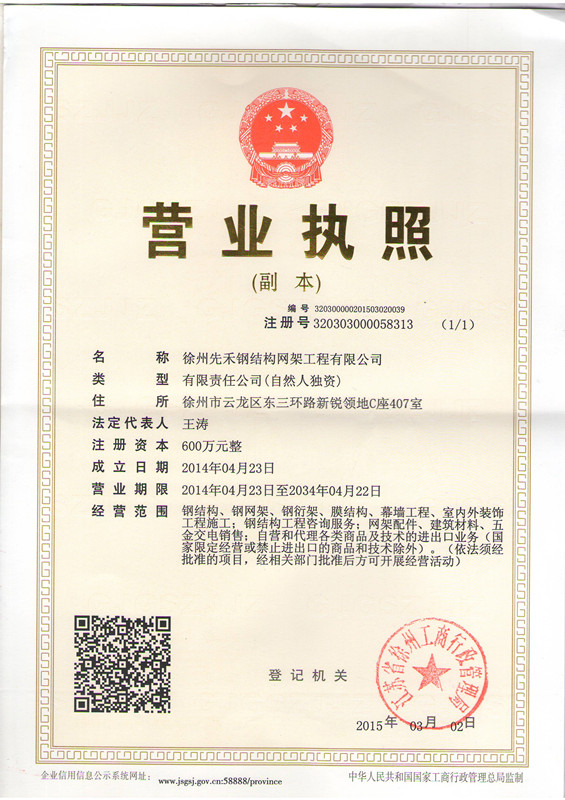 营业执照
(副 本)
编 号 320300000201503020039
注册号 320303000058313 (1/1)
名 称 徐州先禾钢结构网架工程有限公司
类 型 有限责任公司(自然人独资)
住 所 徐州市云龙区东三环路新锐领地C座407室
法定代表人 王涛
注册资本 600万元整
成立日期 2014年04月23日
营业期限 2014年04月23日至2034年04月22日
经营范围 钢结构、钢网架、钢衍架、膜结构、幕墙工程、室内外装饰
工程施工;钢结构工程咨询服务;网架配件、建筑材料、五
金交电销售;自营和代理各类商品及技术的进出口业务(国
家限定经营或禁止进出口的商品和技术除外)。(依法须经
批准的项目,经相关部门批准后方可开展经营活动)
登记机关
江苏省徐州工商行政管理局
2015年 03月 02日
企业信用信息公示系统网址: www.jsgsj.gov.cn:58888/province 中华人民共和国国家工商行政管理总局监制